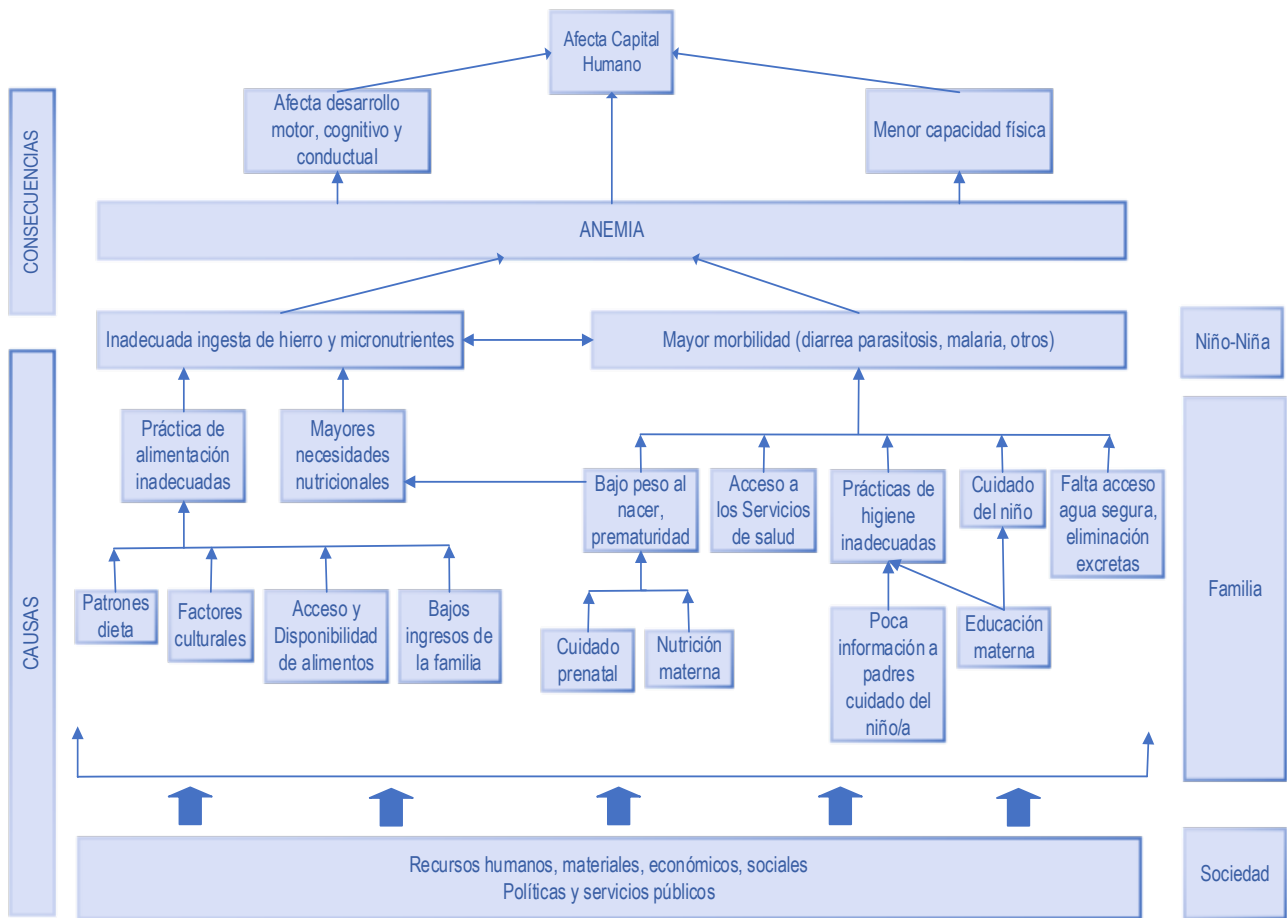 Afecta Capital
Humano
CONSECUENCIAS
Afecta desarrollo
motor, cognitivo y
conductual
Menor capacidad física
ANEMIA
Inadecuada ingesta de hierro y micronutrientes
Mayor morbilidad (diarrea parasitosis, malaria, otros)
Niño-Niña
CAUSAS
Práctica de
alimentación
inadecuadas
Mayores
necesidades
nutricionales
Bajo peso al
nacer,
prematuridad
Acceso a
los Servicios
de salud
Prácticas de
higiene
inadecuadas
Cuidado
del niño
Falta acceso
agua segura,
eliminación
excretas
Familia
Patrones
dieta
Factores
culturales
Acceso y
Disponibilidad
de alimentos
Bajos
ingresos de
la familia
Cuidado
prenatal
Nutrición
materna
Poca
información a
padres
cuidado del
niño/a
Educación
materna
Recursos humanos, materiales, económicos, sociales
Políticas y servicios públicos
Sociedad